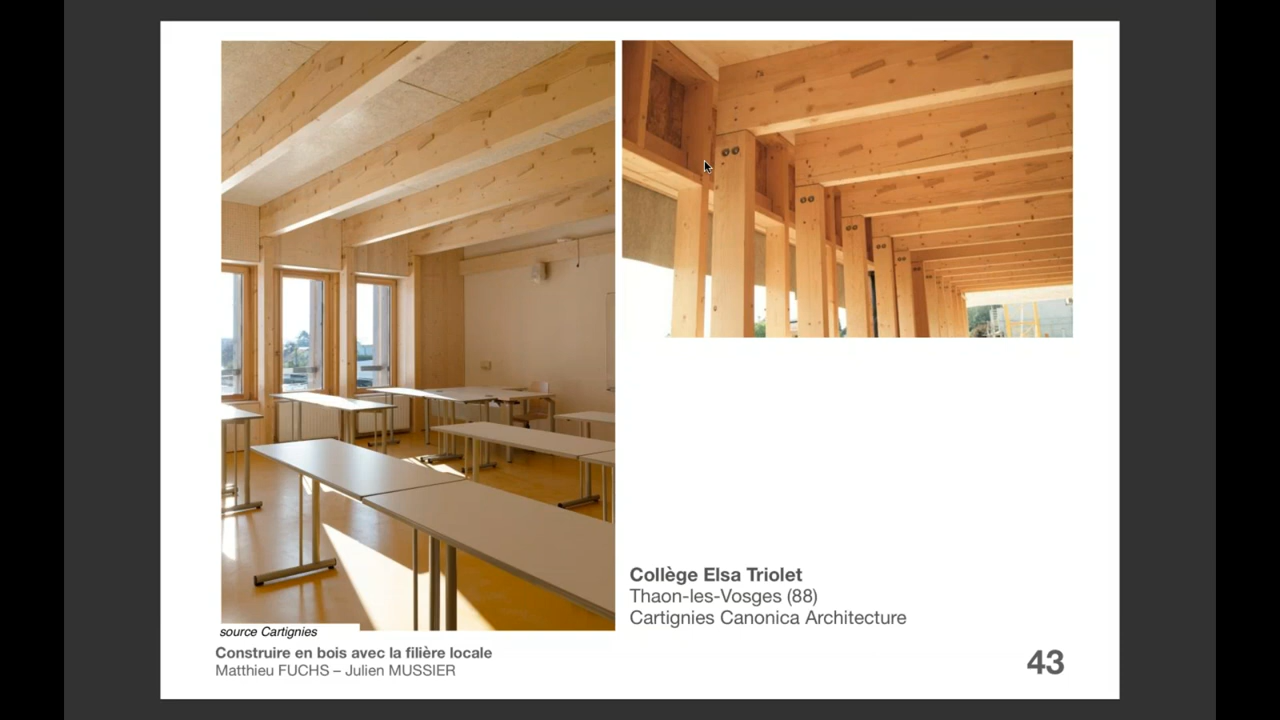 Collège Elsa Triolet
Thaon-les-Vosges (88)
Cartignies Canonica Architecture
source Cartignies
Construire en bois avec la filière locale
Matthieu FUCHS – Julien MUSSIER
43